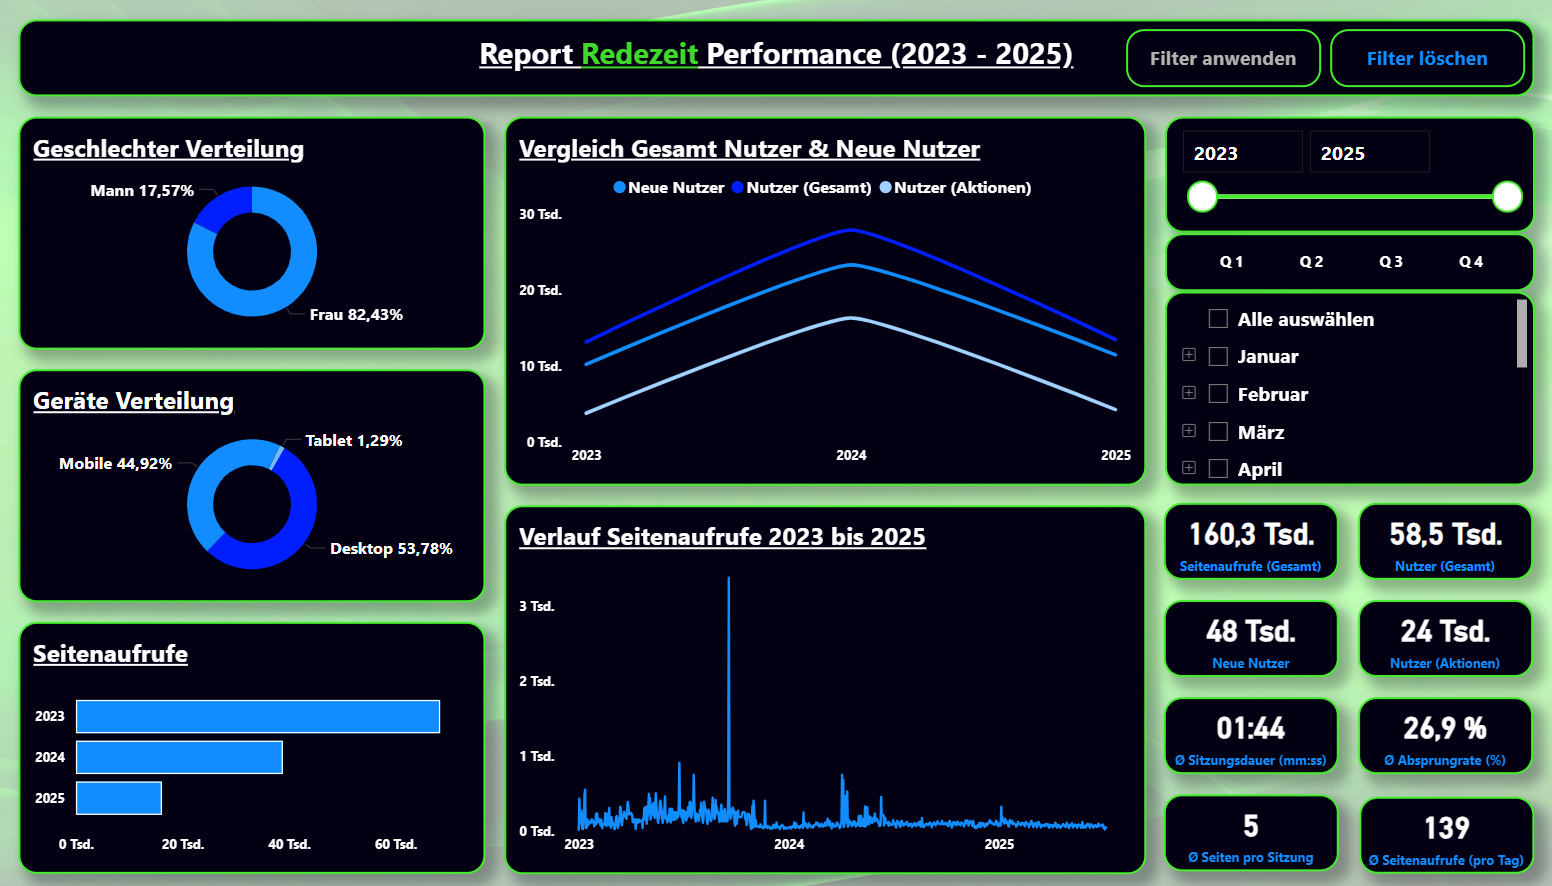 Report Redezeit Performance (2023 - 2025)
Filter anwenden
Filter löschen
Geschlechter Verteilung
Mann 17,57%
Frau 82,43%
Geräte Verteilung
Tablet 1,29%
Mobile 44,92%
Desktop 53,78%
Seitenaufrufe
2023
2024
2025
0 Tsd. 20 Tsd. 40 Tsd. 60 Tsd.
Vergleich Gesamt Nutzer & Neue Nutzer
Neue Nutzer Nutzer (Gesamt) Nutzer (Aktionen)
30 Tsd.
20 Tsd.
10 Tsd.
0 Tsd.
2023 2024 2025
Verlauf Seitenaufrufe 2023 bis 2025
3 Tsd.
2 Tsd.
1 Tsd.
0 Tsd.
2023 2024 2025
2023 2025
Q 1 Q 2 Q 3 Q 4
Alle auswählen
Januar
Februar
März
April
160,3 Tsd.
Seitenaufrufe (Gesamt)
58,5 Tsd.
Nutzer (Gesamt)
48 Tsd.
Neue Nutzer
24 Tsd.
Nutzer (Aktionen)
01:44
Ø Sitzungsdauer (mm:ss)
26,9 %
Ø Absprungrate (%)
5
Ø Seiten pro Sitzung
139
Ø Seitenaufrufe (pro Tag)